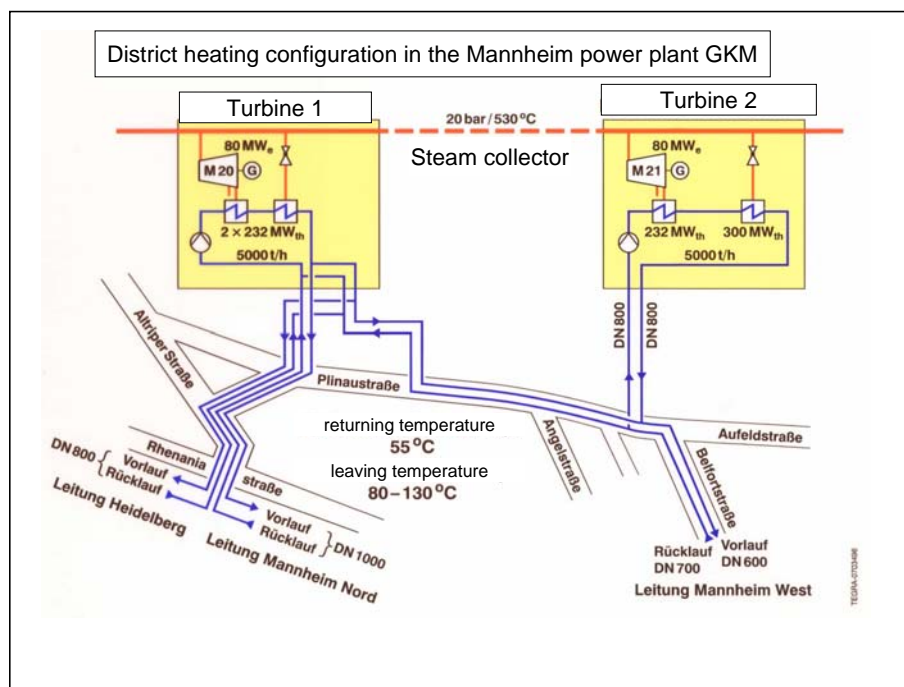 District heating configuration in the Mannheim power plant GKM
Turbine 1
Turbine 2
20 bar / 530 °C
Steam collector
80 MWe
M 20
G
2 × 232 MWth
5000 t/h
80 MWe
M 21
G
232 MWth
300 MWth
5000 t/h
DN 800
DN 800
Altriper Straße
Plinaustraße
returning temperature
55 °C
leaving temperature
80 – 130 °C
Angelstraße
Aufeldstraße
Belfortstraße
Rhenania
straße
DN 800
Vorlauf
Rücklauf
Leitung Heidelberg
Vorlauf
Rücklauf
DN 1000
Leitung Mannheim Nord
Rücklauf
DN 700
Vorlauf
DN 600
Leitung Mannheim West
TEGRA-0703496